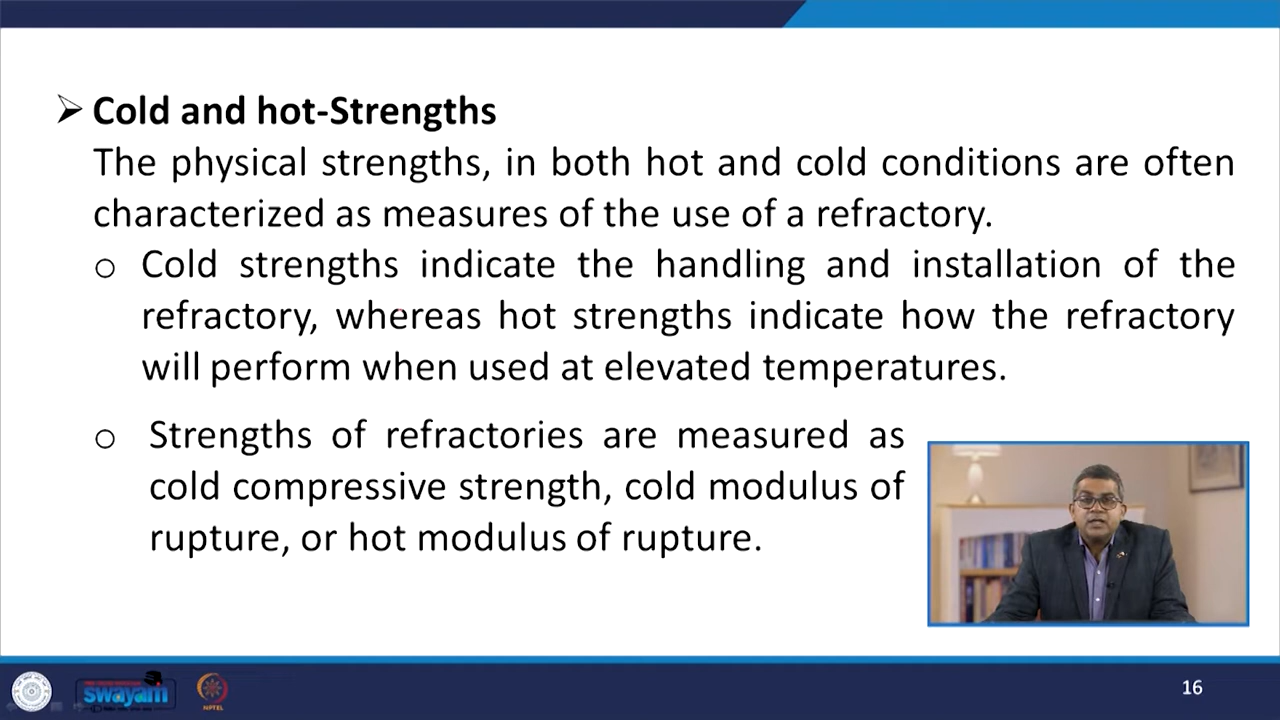 Cold and hot-Strengths
The physical strengths, in both hot and cold conditions are often
characterized as measures of the use of a refractory.
Cold strengths indicate the handling and installation of the
refractory, whereas hot strengths indicate how the refractory
will perform when used at elevated temperatures.
Strengths of refractories are measured as
cold compressive strength, cold modulus of
rupture, or hot modulus of rupture.
swayam
NPTEL
16